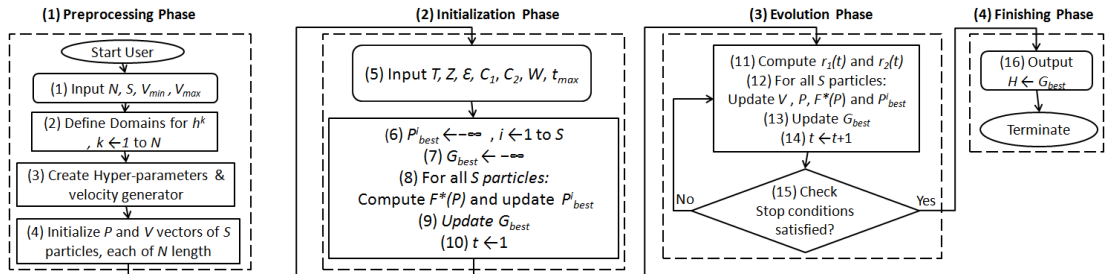 (1) Preprocessing Phase
Start User
(1) Input N, S, Vmin , Vmax
(2) Define Domains for hᵏ
, k ←1 to N
(3) Create Hyper-parameters &
velocity generator
(4) Initialize P and V vectors of S
particles, each of N length
(2) Initialization Phase
(5) Input T, Z, Ɛ, C1, C2, W, tmax
(6) Pⁱbest ←-∞ , i ←1 to S
(7) Gbest ← -∞
(8) For all S particles:
Compute F*(P) and update Pⁱbest
(9) Update Gbest
(10) t ←1
(3) Evolution Phase
(11) Compute r1(t) and r2(t)
(12) For all S particles:
Update V , P, F*(P) and Pⁱbest
(13) Update Gbest
(14) t ←t+1
(15) Check
Stop conditions
satisfied?
No
Yes
(4) Finishing Phase
(16) Output
H ← Gbest
Terminate